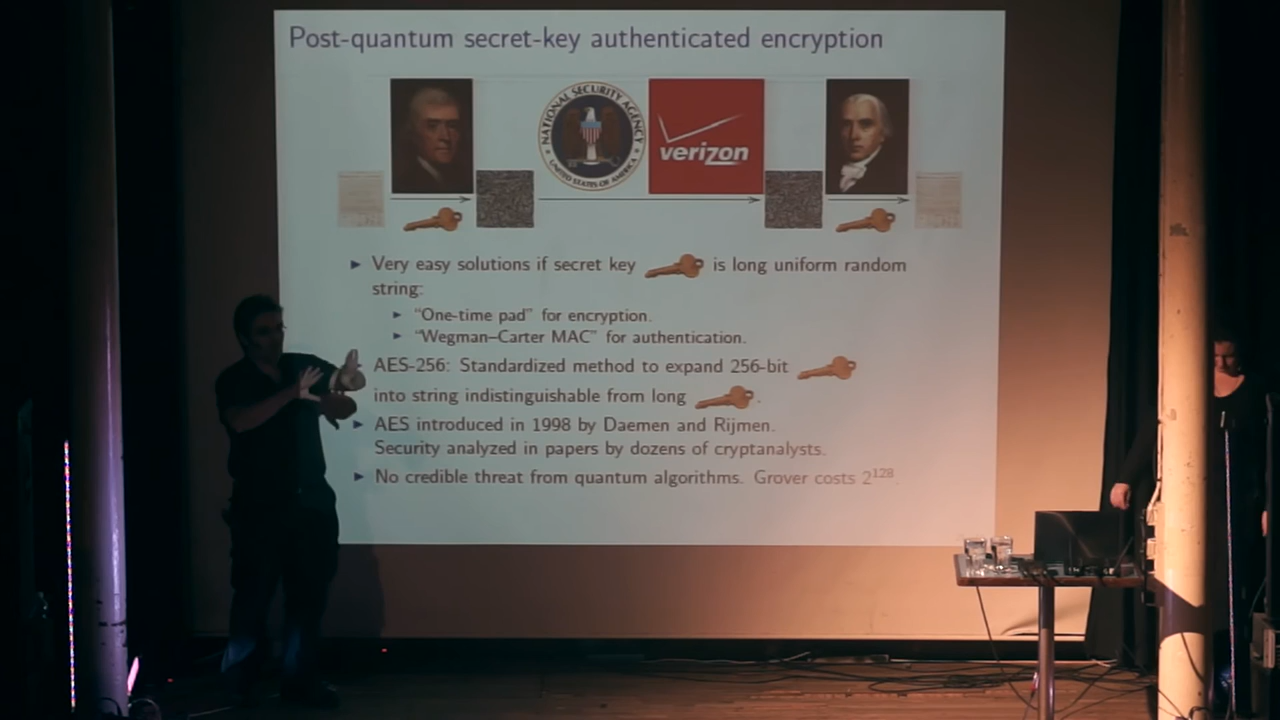 Post-quantum secret-key authenticated encryption
NATIONAL SECURITY AGENCY
UNITED STATES OF AMERICA
verizon
Very easy solutions if secret key is long uniform random
string:
“One-time pad” for encryption.
“Wegman–Carter MAC” for authentication.
AES-256: Standardized method to expand 256-bit
into string indistinguishable from long .
AES introduced in 1998 by Daemen and Rijmen.
Security analyzed in papers by dozens of cryptanalysts.
No credible threat from quantum algorithms. Grover costs 2¹²⁸.